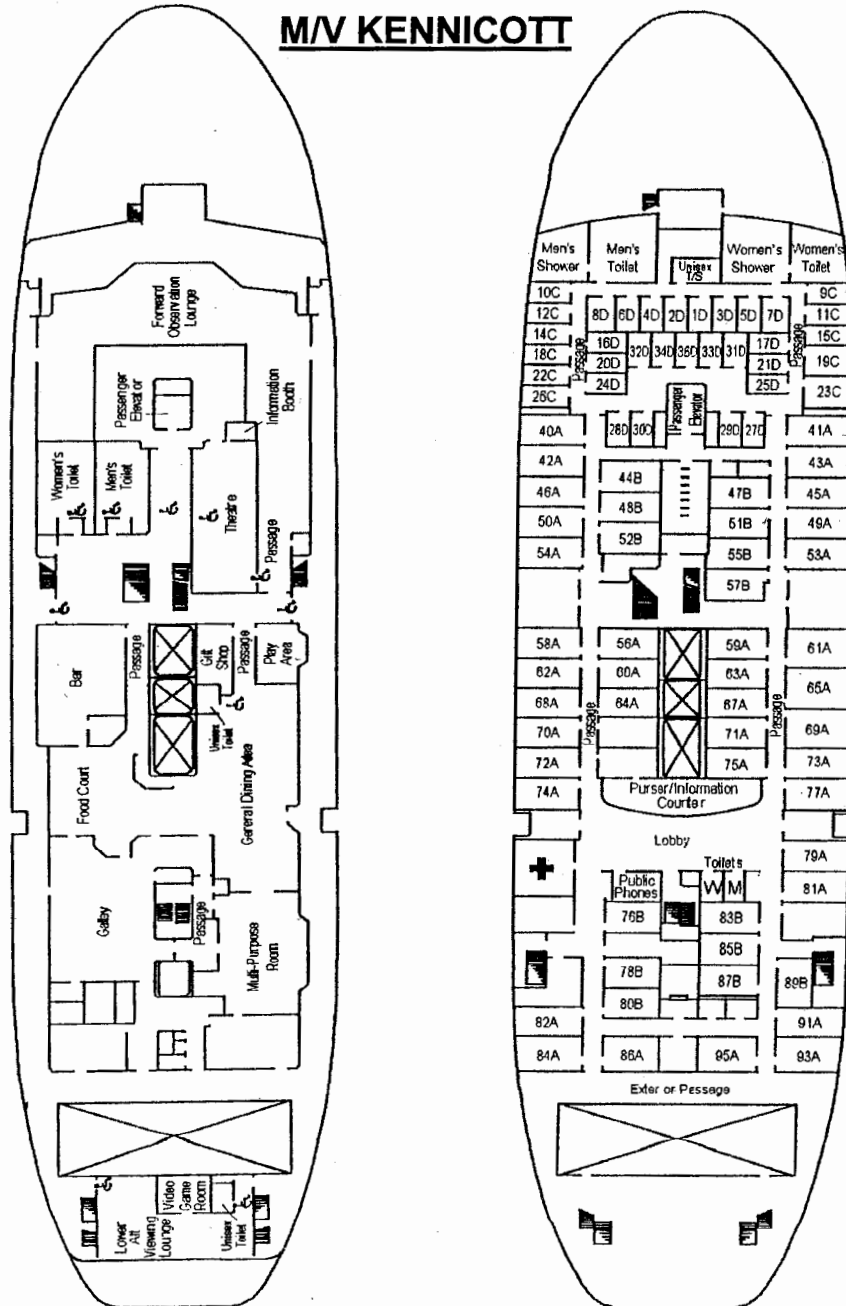 M/V KENNICOTT
Forward
Observation
Lounge
Passenger
Elevator
Information
Booth
Women's
Toilet
Men's
Toilet
Theatre
Passage
Bar
Passage
Gift
Shop
Passage
Play
Area
Unisex
Toilet
Food Court
General Dining Area
Galley
Passage
Multi-Purpose
Room
Video
Game
Room
Lower
Aft
Viewing
Lounge
Unisex
Toilet
Men's
Shower
Men's
Toilet
Unisex
T/S
Women's
Shower
Women's
Toilet
10C
9C
12C
8D
6D
4D
2D
1D
3D
5D
7D
11C
14C
16D
32D
34D
36D
33D
31D
17D
15C
18C
20D
21D
19C
22C
24D
25D
23C
26C
Passage
Passage
Passenger
Elevator
40A
28D
30D
29D
27D
41A
42A
44B
43A
46A
48B
47B
45A
50A
52B
51B
49A
54A
55B
53A
57B
58A
56A
59A
61A
62A
60A
63A
65A
68A
64A
67A
70A
71A
69A
72A
75A
73A
74A
77A
Passage
Passage
Purser/Information
Counter
Lobby
Toilets
79A
Public
Phones
W
M
81A
76B
83B
85B
78B
87B
89B
80B
82A
91A
84A
86A
95A
93A
Exter or Passage